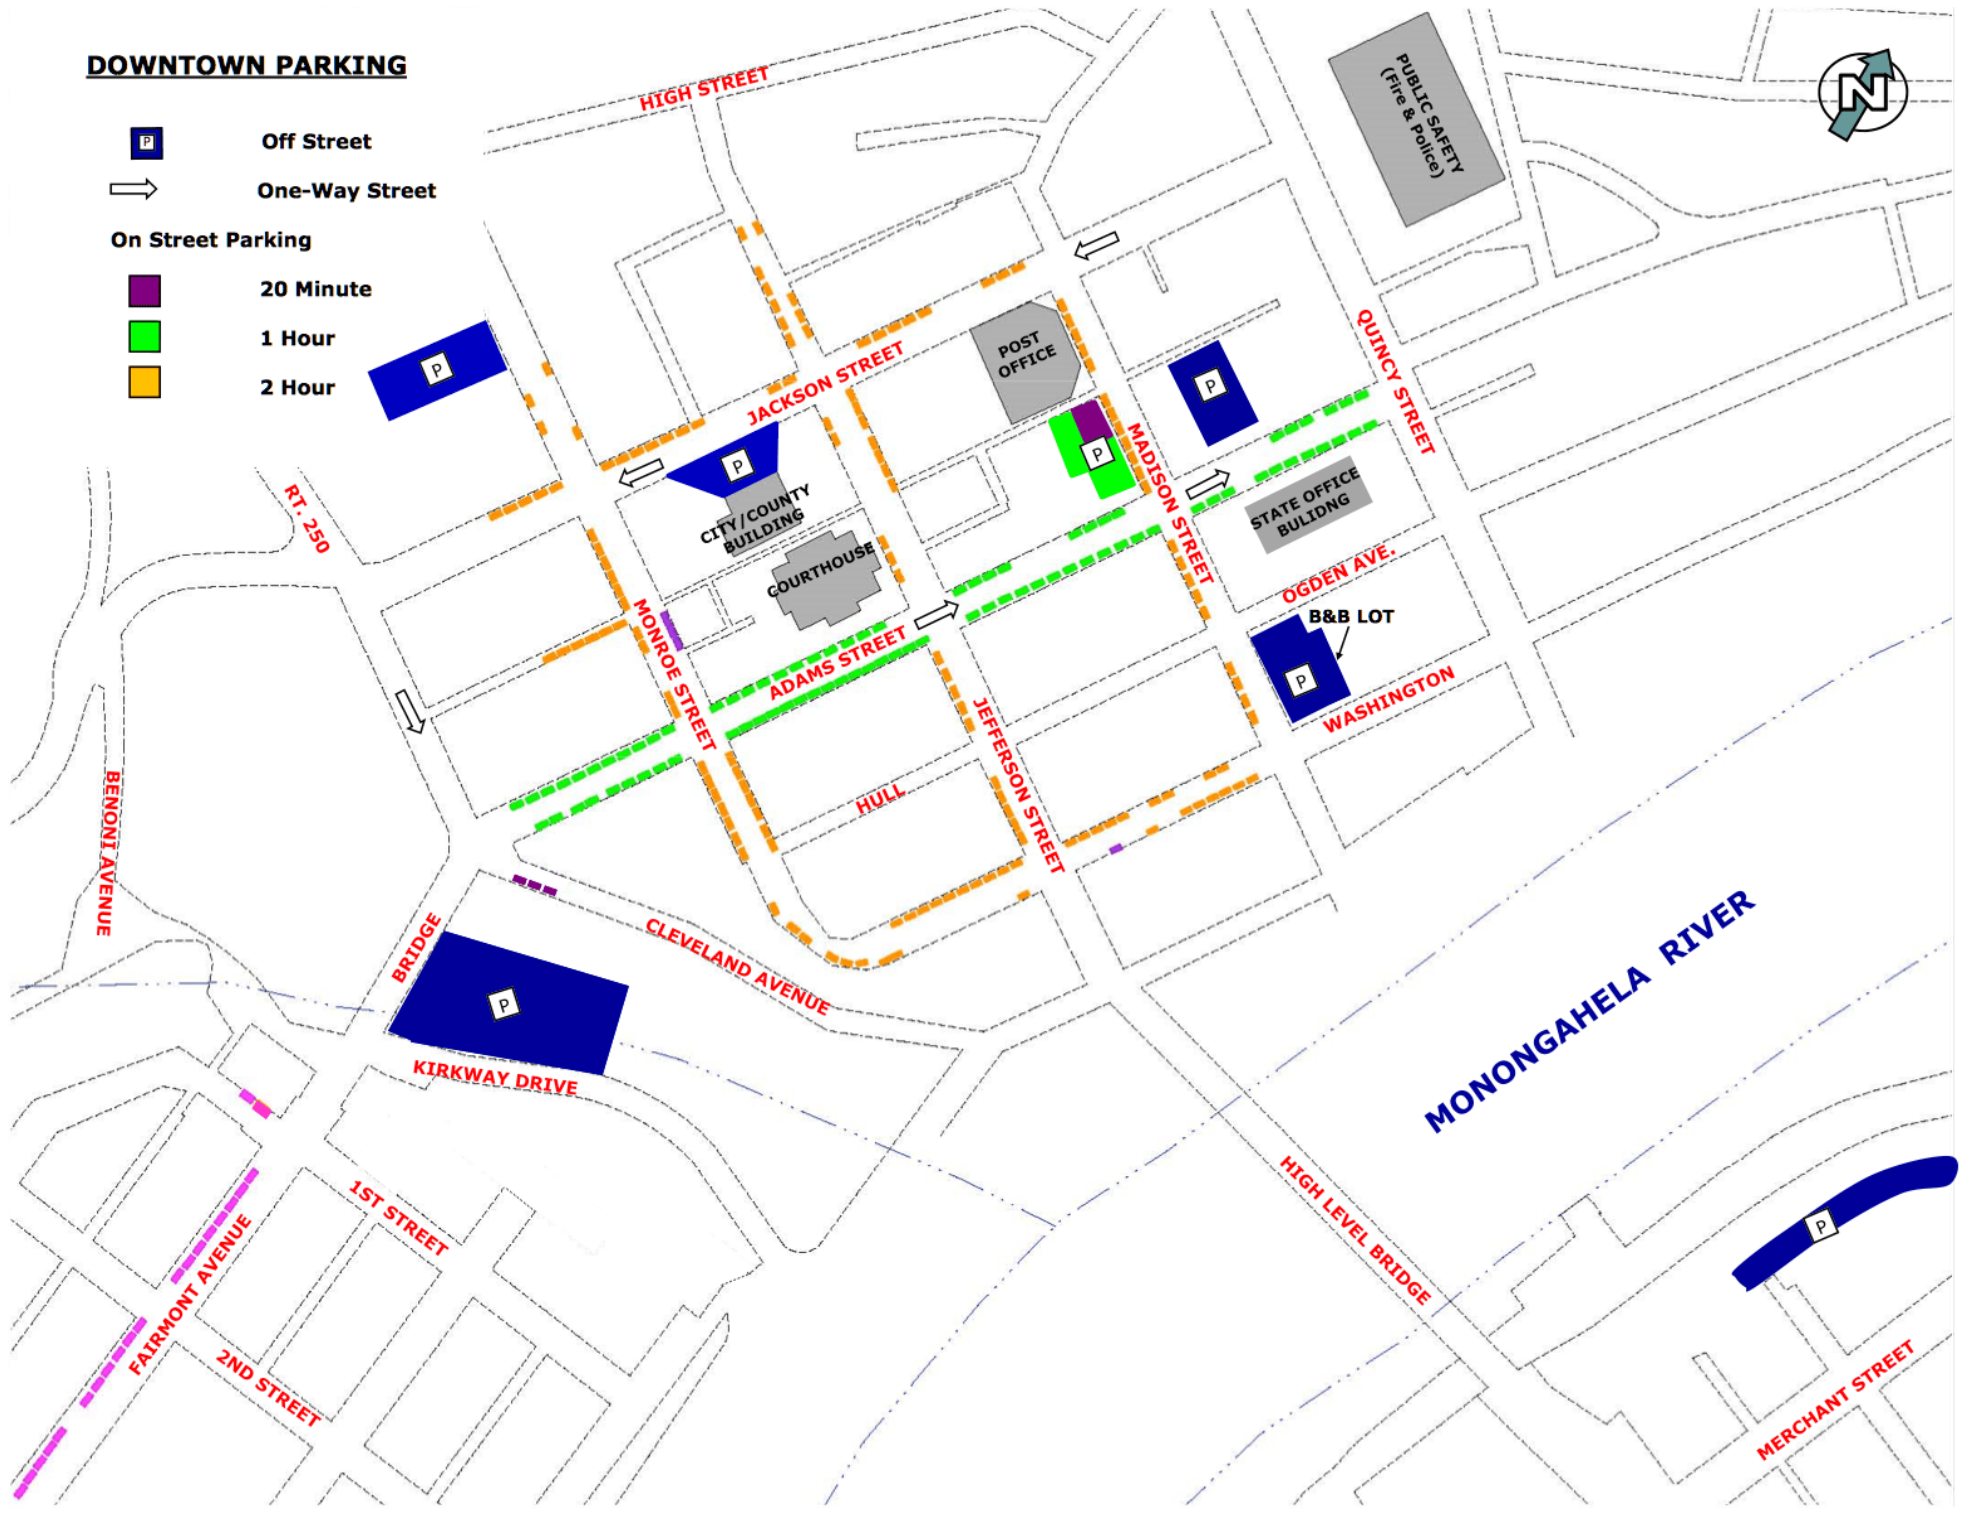 DOWNTOWN PARKING
P
Off Street
One-Way Street
On Street Parking
20 Minute
1 Hour
2 Hour
HIGH STREET
PUBLIC SAFETY
(Fire & Police)
N
P
JACKSON STREET
POST
OFFICE
P
QUINCY STREET
P
P
MADISON STREET
RT. 250
CITY/COUNTY
BUILDING
COURTHOUSE
STATE OFFICE
BULIDNG
OGDEN AVE.
B&B LOT
P
WASHINGTON
MONROE STREET
ADAMS STREET
JEFFERSON STREET
HULL
BENONI AVENUE
BRIDGE
CLEVELAND AVENUE
P
KIRKWAY DRIVE
MONONGAHELA RIVER
1ST STREET
FAIRMONT AVENUE
2ND STREET
HIGH LEVEL BRIDGE
P
MERCHANT STREET